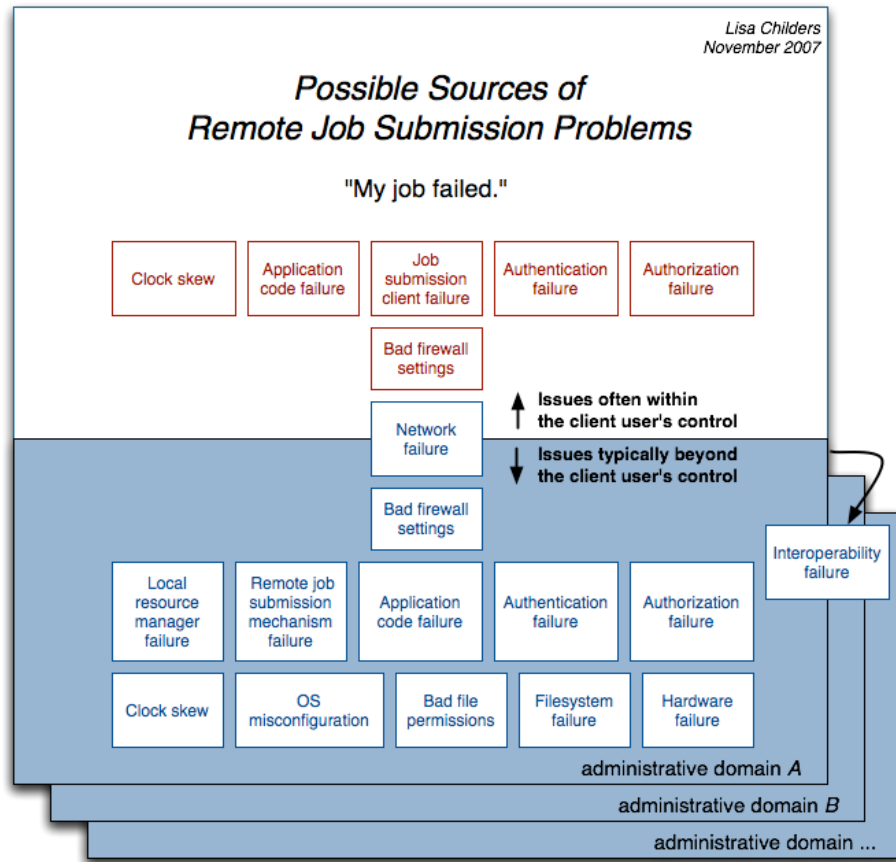 Lisa Childers
November 2007
Possible Sources of
Remote Job Submission Problems
"My job failed."
Clock skew
Application
code failure
Job
submission
client failure
Authentication
failure
Authorization
failure
Bad firewall
settings
Network
failure
Issues often within
the client user's control
Issues typically beyond
the client user's control
Bad firewall
settings
Interoperability
failure
Local
resource
manager
failure
Remote job
submission
mechanism
failure
Application
code failure
Authentication
failure
Authorization
failure
Clock skew
OS
misconfiguration
Bad file
permissions
Filesystem
failure
Hardware
failure
administrative domain A
administrative domain B
administrative domain ...